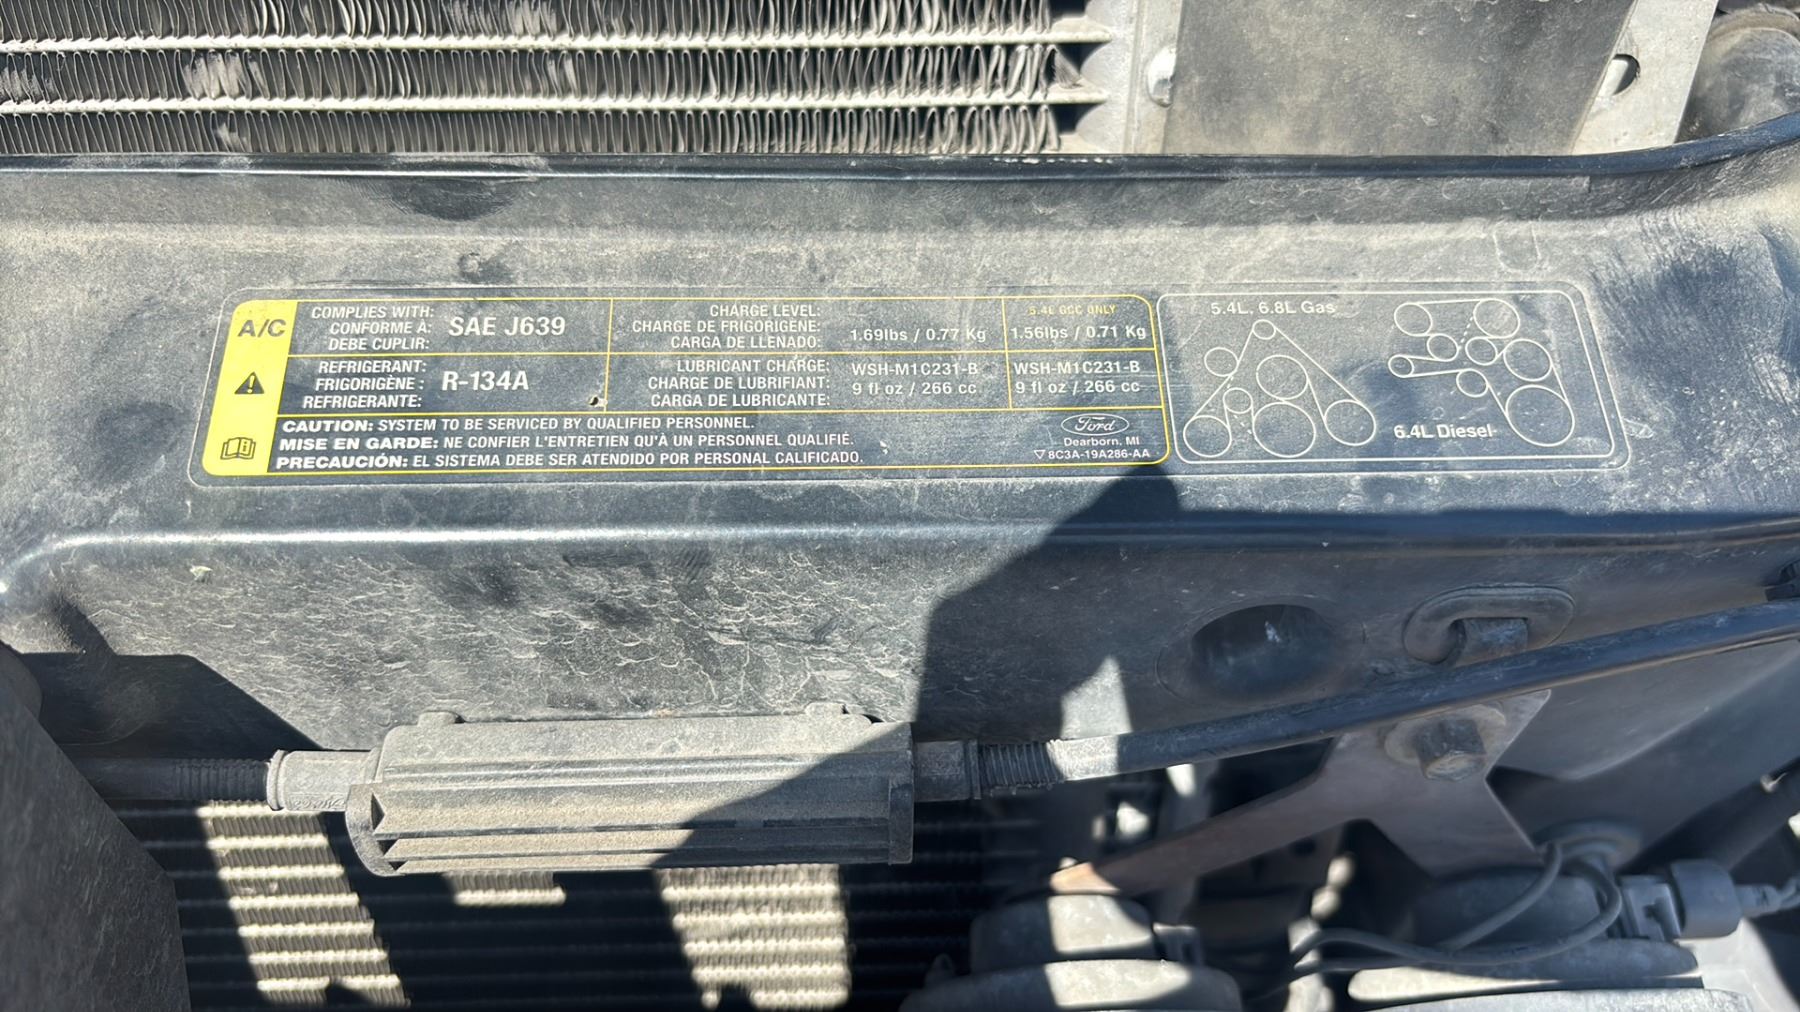 A/C
COMPLIES WITH:
CONFORME À:
DEBE CUPLIR:
SAE J639
CHARGE LEVEL:
CHARGE DE FRIGORIGÈNE:
CARGA DE LLENADO:
1.69lbs / 0.77 Kg
5.4L GCC ONLY
1.56lbs / 0.71 Kg
REFRIGERANT:
FRIGORIGÈNE :
REFRIGERANTE:
R-134A
LUBRICANT CHARGE:
CHARGE DE LUBRIFIANT:
CARGA DE LUBRICANTE:
WSH-M1C231-B
9 fl oz / 266 cc
WSH-M1C231-B
9 fl oz / 266 cc
CAUTION: SYSTEM TO BE SERVICED BY QUALIFIED PERSONNEL.
MISE EN GARDE: NE CONFIER L'ENTRETIEN QU'À UN PERSONNEL QUALIFIÉ.
PRECAUCIÓN: EL SISTEMA DEBE SER ATENDIDO POR PERSONAL CALIFICADO.
Ford
Dearborn, MI
▽8C3A-19A286-AA
5.4L, 6.8L Gas
6.4L Diesel